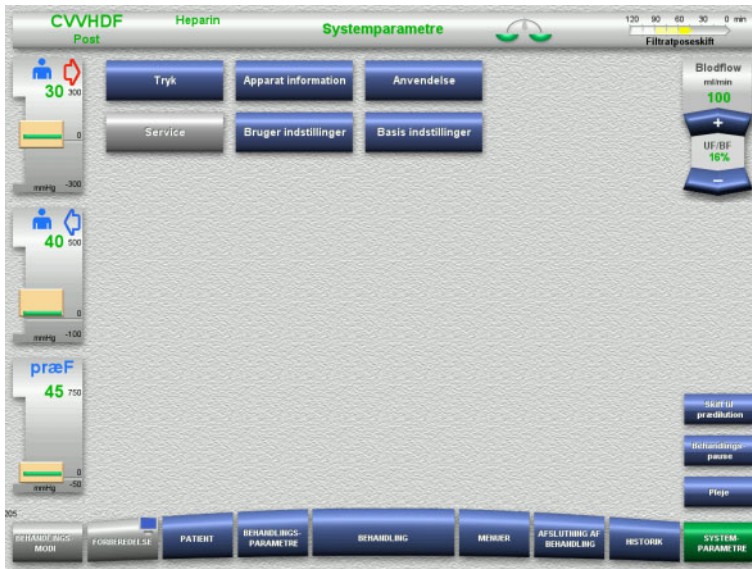 CVVHDF
Post
Heparin
Systemparametre
120 90 60 30 0 min
Filtratposeskift
30 300
0
mmHg -300
40 500
0
mmHg -100
præF
45 750
0
mmHg -50
Tryk
Apparat information
Anvendelse
Service
Bruger indstillinger
Basis indstillinger
Blodflow
ml/min
100
+
UF/BF
16%
−
Skift til
prædilution
Behandlings
pause
Pleje
205
BEHANDLINGS-
MODI
FORBEREDELSE
PATIENT
BEHANDLINGS-
PARAMETRE
BEHANDLING
MENUER
AFSLUTNING AF
BEHANDLING
HISTORIK
SYSTEM-
PARAMETRE